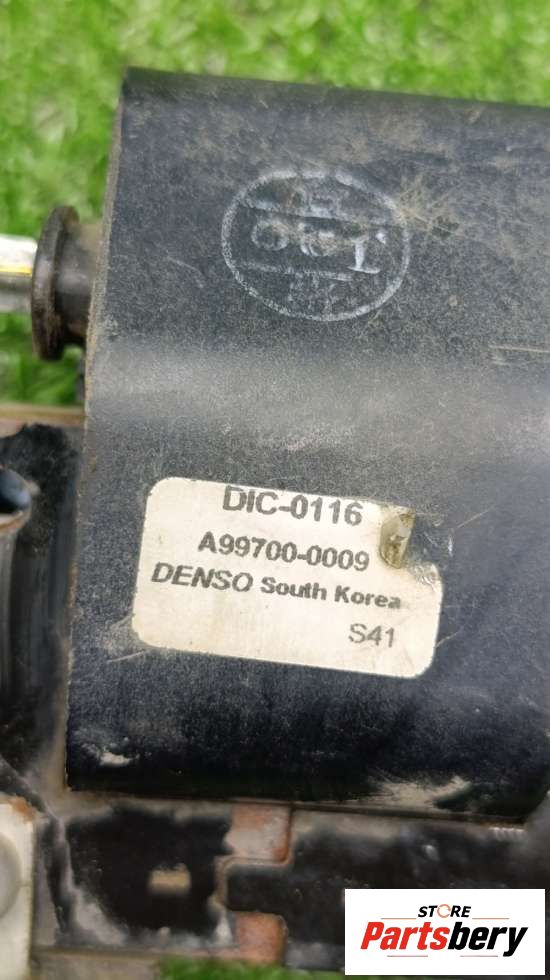 DIC-0116
A99700-0009
DENSO South Korea
S41
STORE
Partsbery